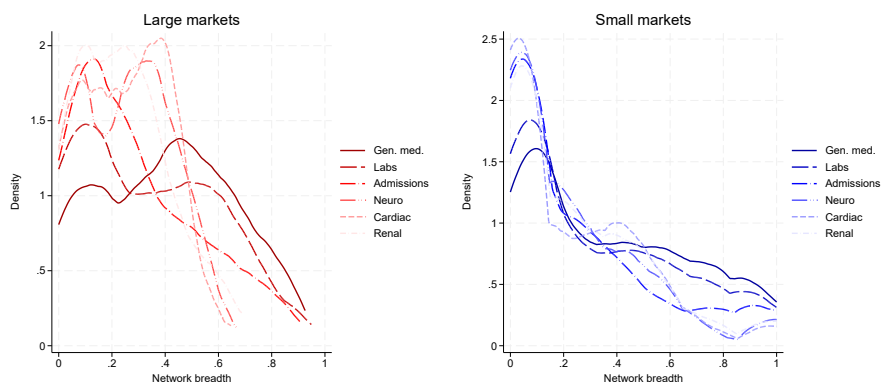 Large markets
2
1.5
1
.5
0
0
.2
.4
.6
.8
1
Density
Network breadth
Gen. med.
Labs
Admissions
Neuro
Cardiac
Renal
Small markets
2.5
2
1.5
1
.5
0
0
.2
.4
.6
.8
1
Density
Network breadth
Gen. med.
Labs
Admissions
Neuro
Cardiac
Renal